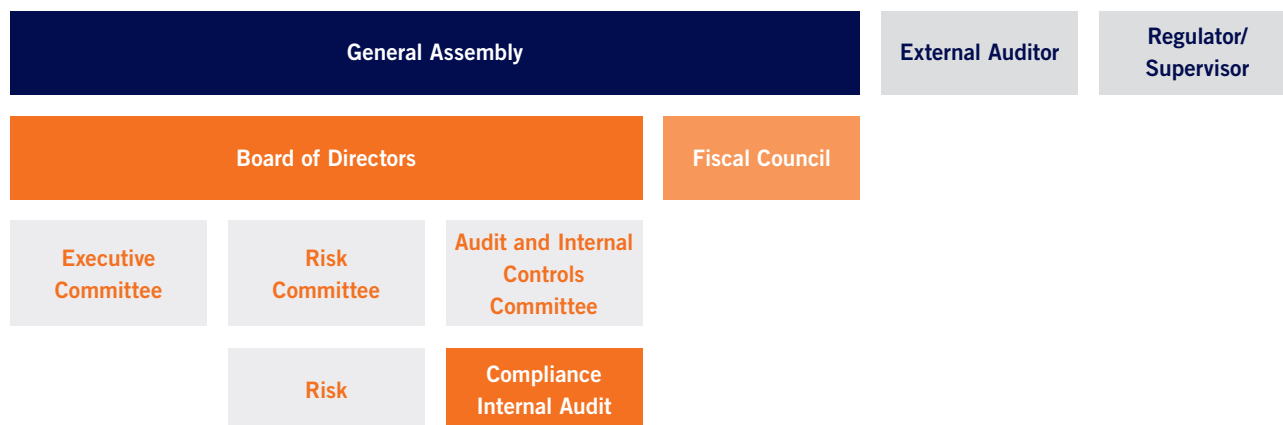 General Assembly
External Auditor
Regulator/
Supervisor
Board of Directors
Fiscal Council
Executive
Committee
Risk
Committee
Audit and Internal
Controls
Committee
Risk
Compliance
Internal Audit